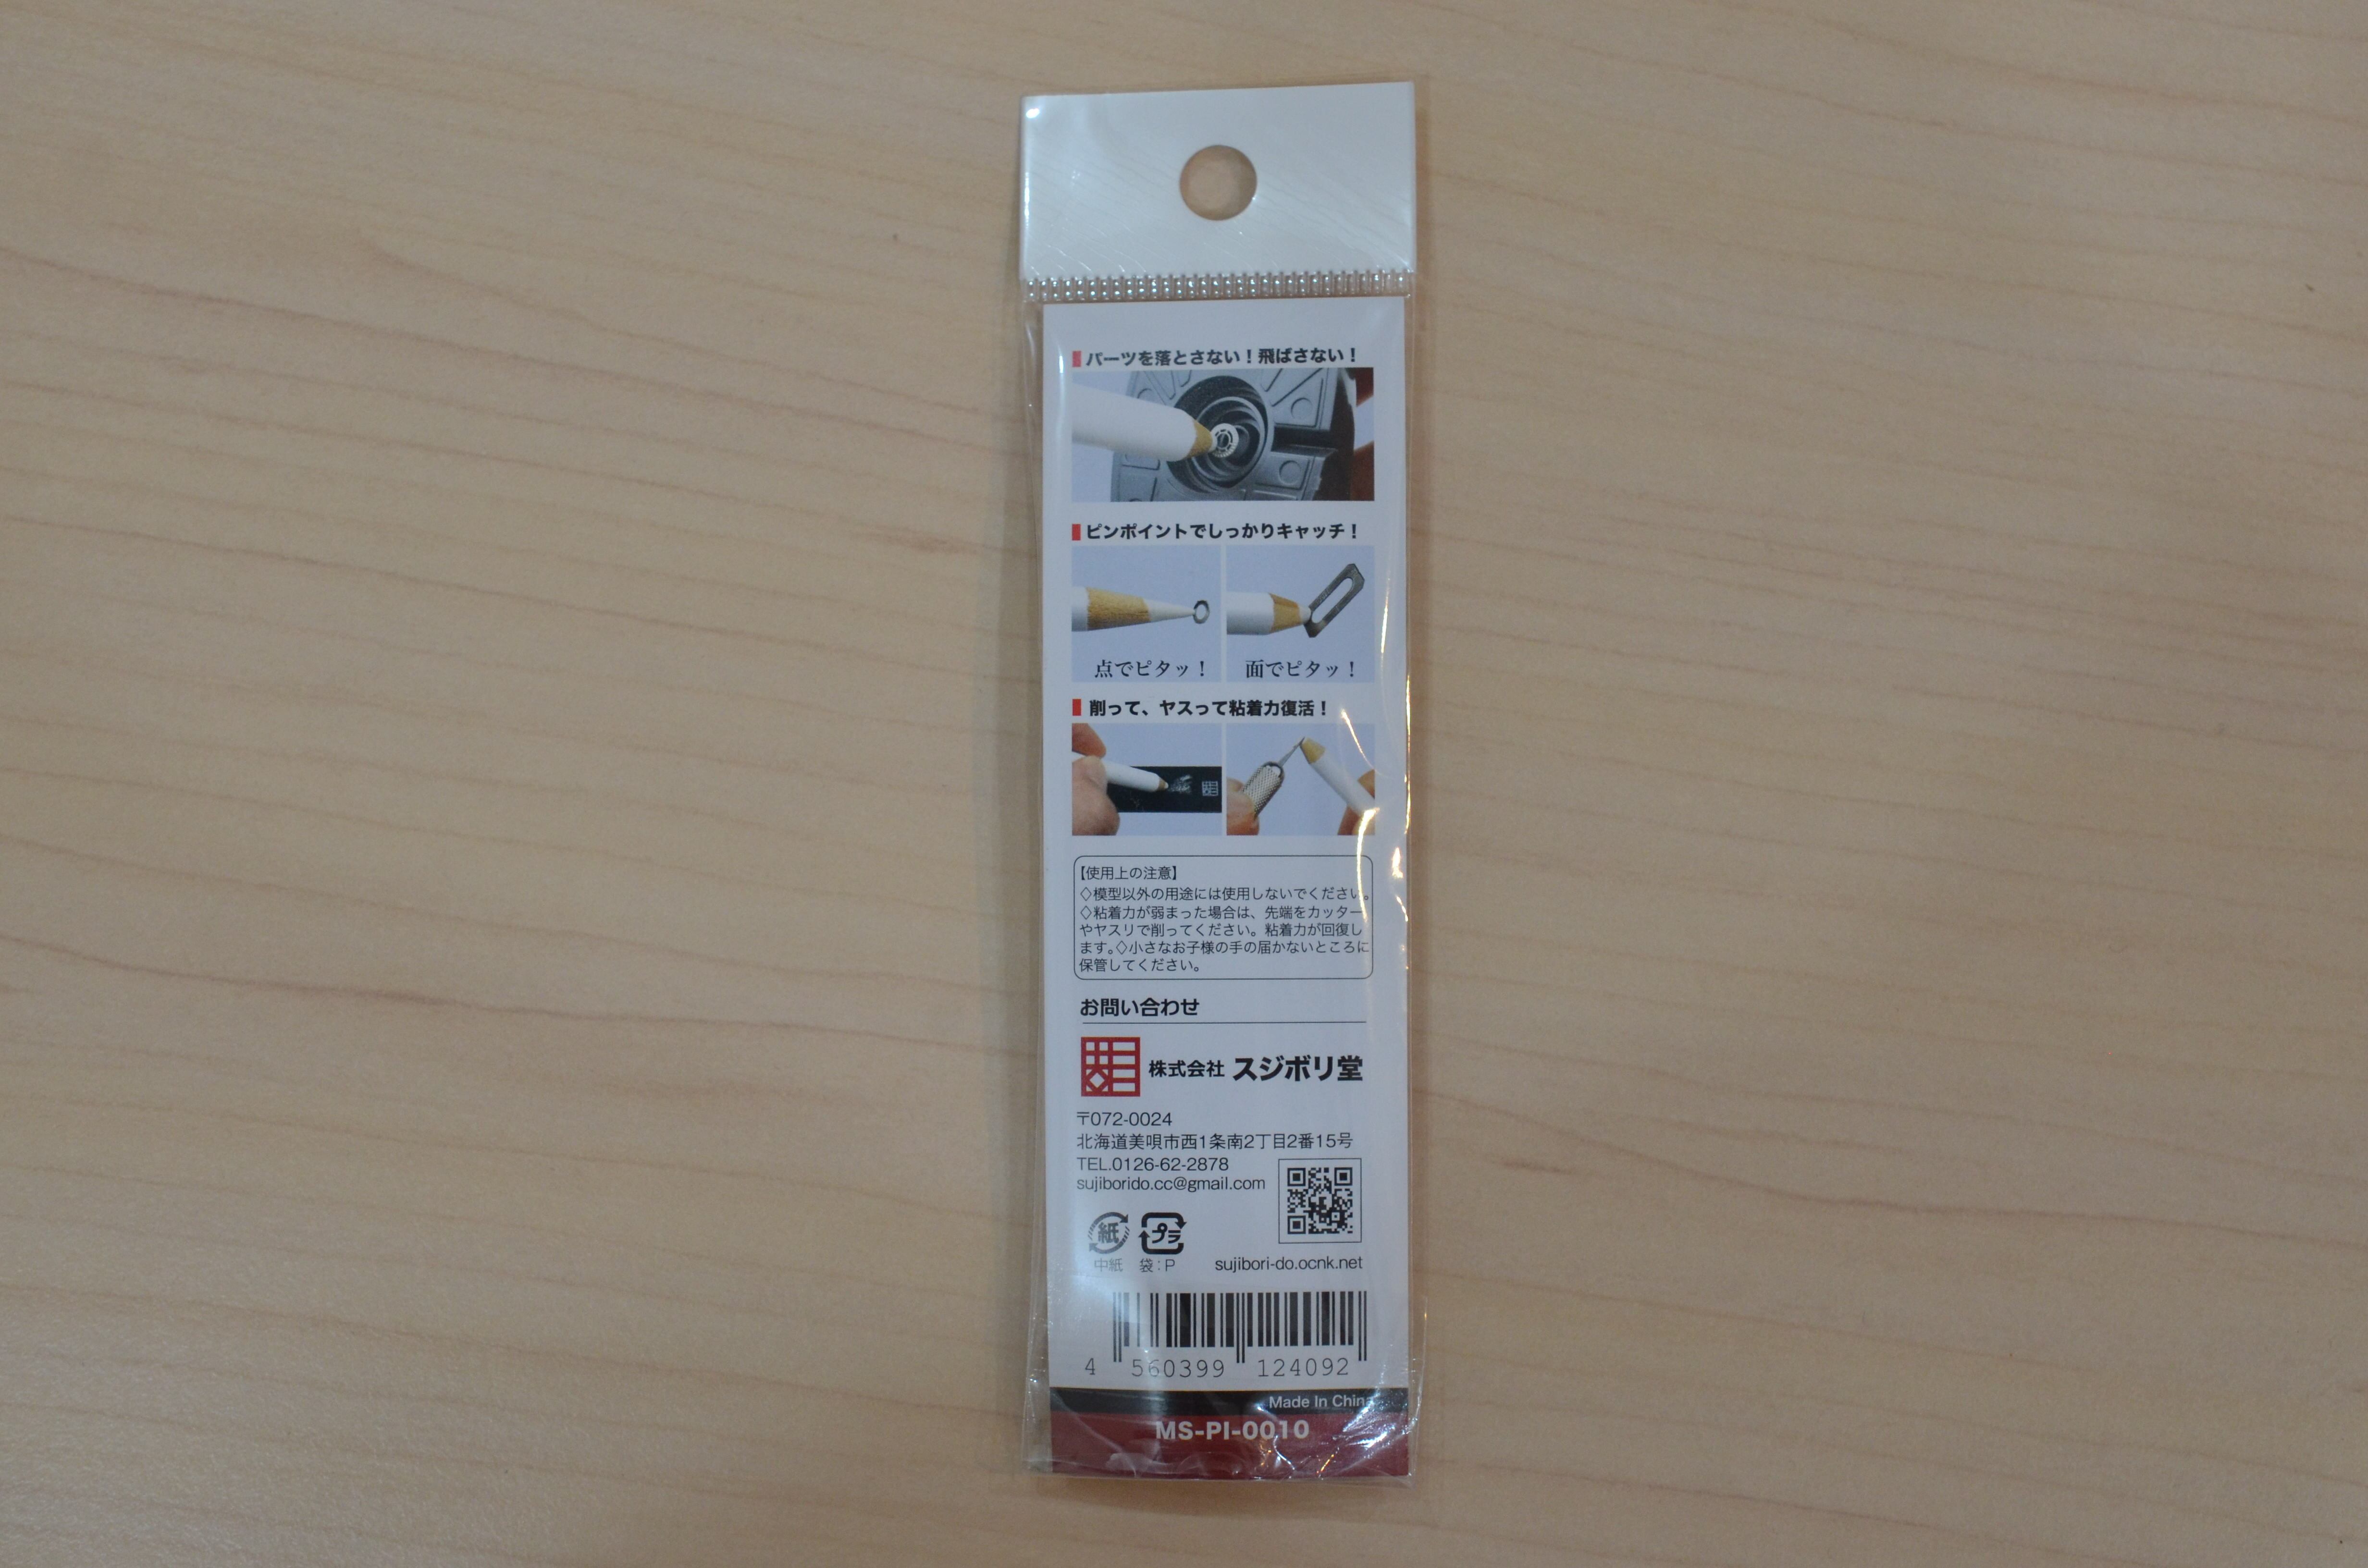 パーツを落とさない！飛ばさない！
ピンポイントでしっかりキャッチ！
点でピタッ！
面でピタッ！
削って、ヤスって粘着力復活！
【使用上の注意】
◇模型以外の用途には使用しないでください。
◇粘着力が弱まった場合は、先端をカッター
やヤスリで削ってください。粘着力が回復し
ます。◇小さなお子様の手の届かないところに
保管してください。
お問い合わせ
株式会社 スジボリ堂
〒072-0024
北海道美唄市西1条南2丁目2番15号
TEL.0126-62-2878
sujiborido.cc@gmail.com
紙 プラ
中紙 袋：P
sujibori-do.ocnk.net
4 560399 124092
Made In China
MS-PI-0010